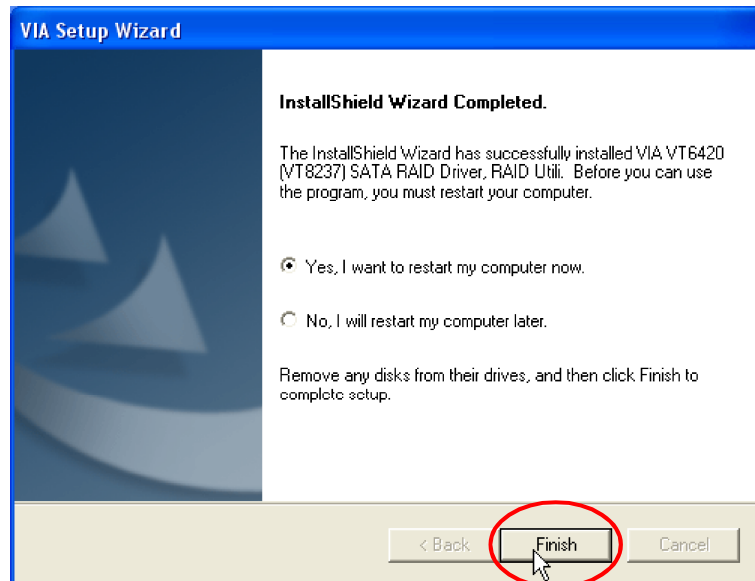 VIA Setup Wizard
InstallShield Wizard Completed.
The InstallShield Wizard has successfully installed VIA VT6420
(VT8237) SATA RAID Driver, RAID Utili.  Before you can use
the program, you must restart your computer.
Yes, I want to restart my computer now.
No, I will restart my computer later.
Remove any disks from their drives, and then click Finish to
complete setup.
< Back
Finish
Cancel